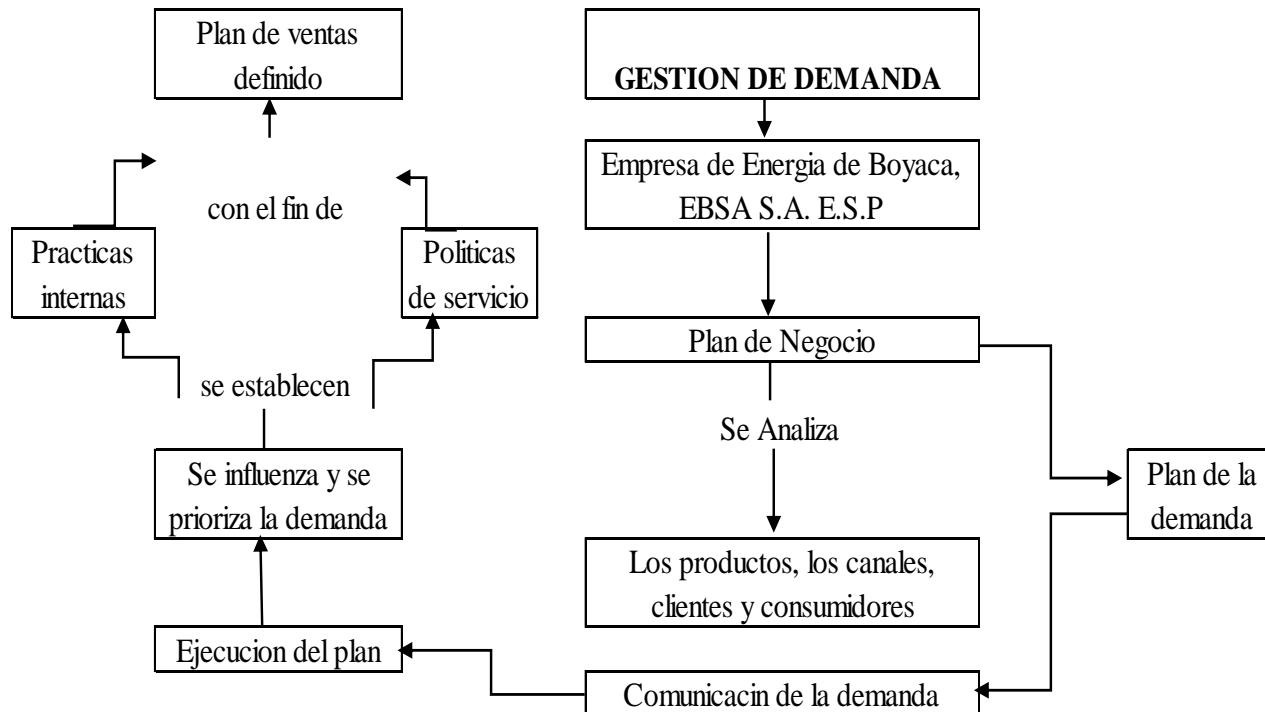 Plan de ventas
definido
GESTION DE DEMANDA
Empresa de Energia de Boyaca,
EBSA S.A. E.S.P
con el fin de
Practicas
internas
Politicas
de servicio
Plan de Negocio
se establecen
Se Analiza
Se influenza y se
prioriza la demanda
Plan de la
demanda
Los productos, los canales,
clientes y consumidores
Ejecucion del plan
Comunicacin de la demanda